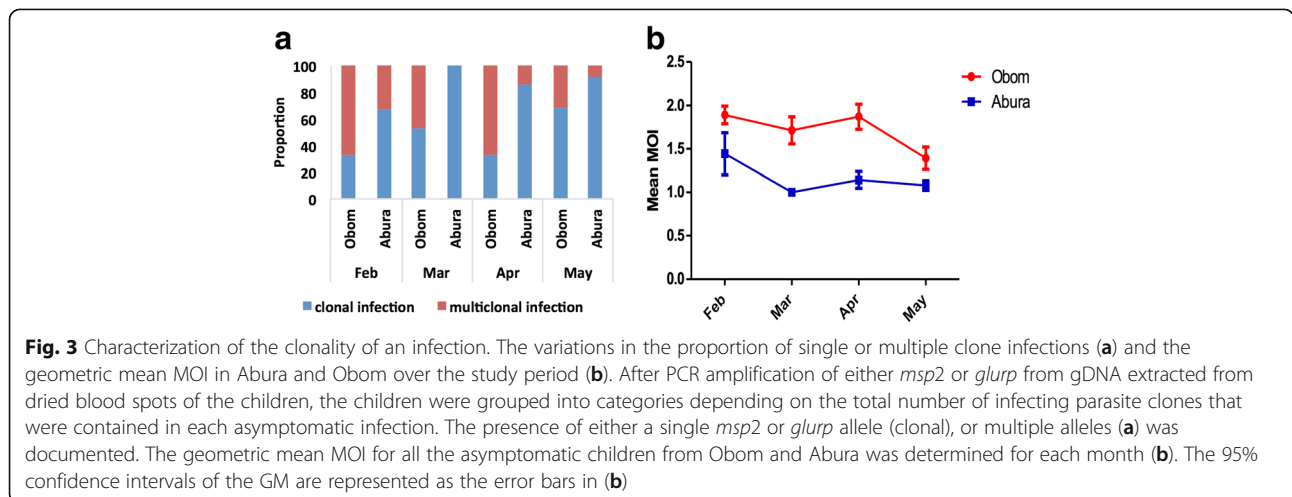 a
b
100
80
60
40
20
0
Proportion
Obom Abura Obom Abura Obom Abura Obom Abura
Feb Mar Apr May
clonal infection multiclonal infection
2.5
2.0
1.5
1.0
0.5
0.0
Mean MOI
Feb Mar Apr May
Obom
Abura
Fig. 3 Characterization of the clonality of an infection. The variations in the proportion of single or multiple clone infections (a) and the
geometric mean MOI in Abura and Obom over the study period (b). After PCR amplification of either msp2 or glurp from gDNA extracted from
dried blood spots of the children, the children were grouped into categories depending on the total number of infecting parasite clones that
were contained in each asymptomatic infection. The presence of either a single msp2 or glurp allele (clonal), or multiple alleles (a) was
documented. The geometric mean MOI for all the asymptomatic children from Obom and Abura was determined for each month (b). The 95%
confidence intervals of the GM are represented as the error bars in (b)